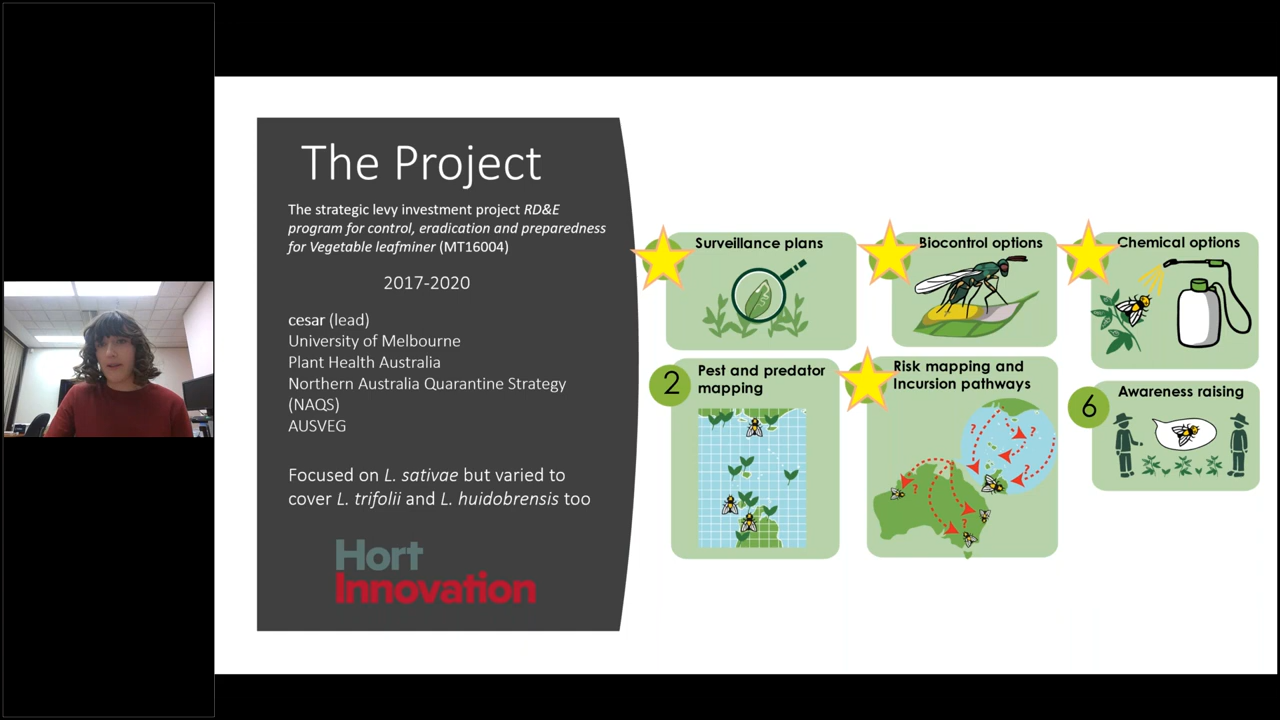 The Project
The strategic levy investment project RD&E
program for control, eradication and preparedness
for Vegetable leafminer (MT16004)
2017-2020
cesar (lead)
University of Melbourne
Plant Health Australia
Northern Australia Quarantine Strategy
(NAQS)
AUSVEG
Focused on L. sativae but varied to
cover L. trifolii and L. huidobrensis too
Hort
Innovation
Surveillance plans
Biocontrol options
Chemical options
2
Pest and predator
mapping
Risk mapping and
Incursion pathways
?
?
?
?
?
?
6
Awareness raising